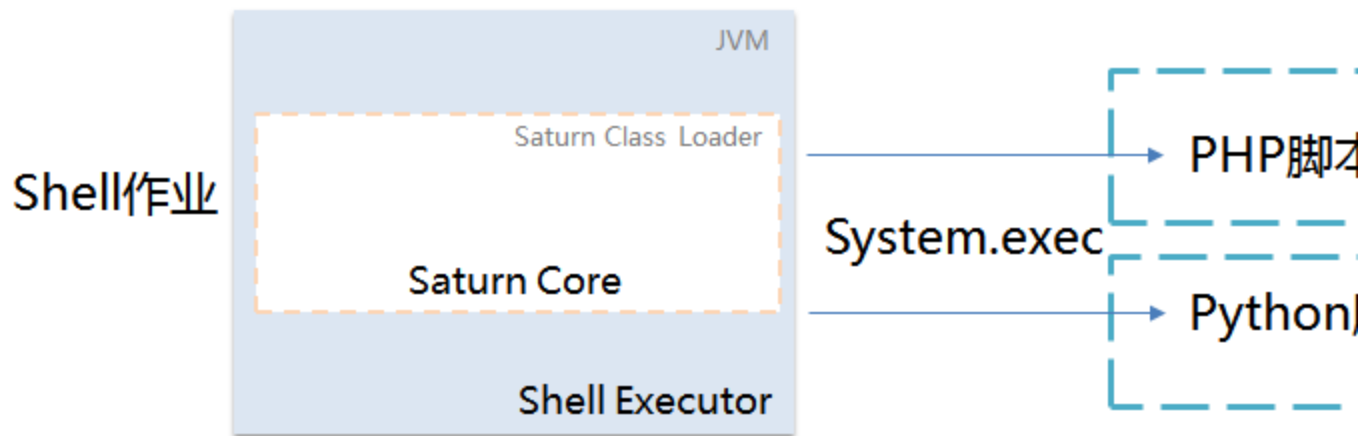 JVM
Saturn Class Loader
Shell作业
Saturn Core
Shell Executor
System.exec
PHP脚
Python